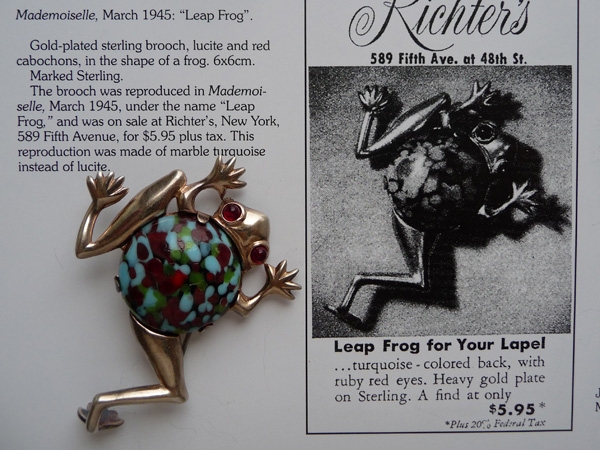 Mademoiselle, March 1945: “Leap Frog”.
Gold-plated sterling brooch, lucite and red
cabochons, in the shape of a frog. 6x6cm.
Marked Sterling.
The brooch was reproduced in Mademoi-
selle, March 1945, under the name “Leap
Frog,” and was on sale at Richter's, New York,
589 Fifth Avenue, for $5.95 plus tax. This
reproduction was made of marble turquoise
instead of lucite.
Richter's
589 Fifth Ave. at 48th St.
Leap Frog for Your Lapel
...turquoise-colored back, with
ruby red eyes. Heavy gold plate
on Sterling. A find at only
$5.95*
*Plus 20% Federal Tax